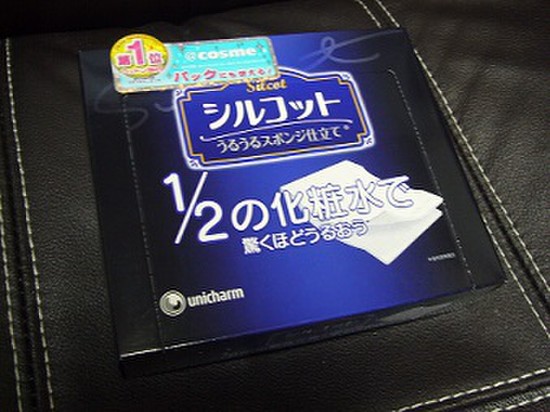 第1位
@cosme
パックにも使える!
Silcot
シルコット
うるうるスポンジ仕立て®
1/2の化粧水で
驚くほどうるおう
unicharm